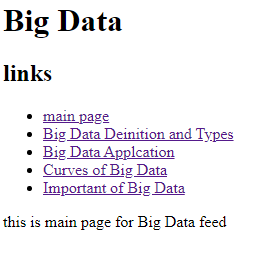 Big Data
links
main page
Big Data Deinition and Types
Big Data Applcation
Curves of Big Data
Important of Big Data
this is main page for Big Data feed